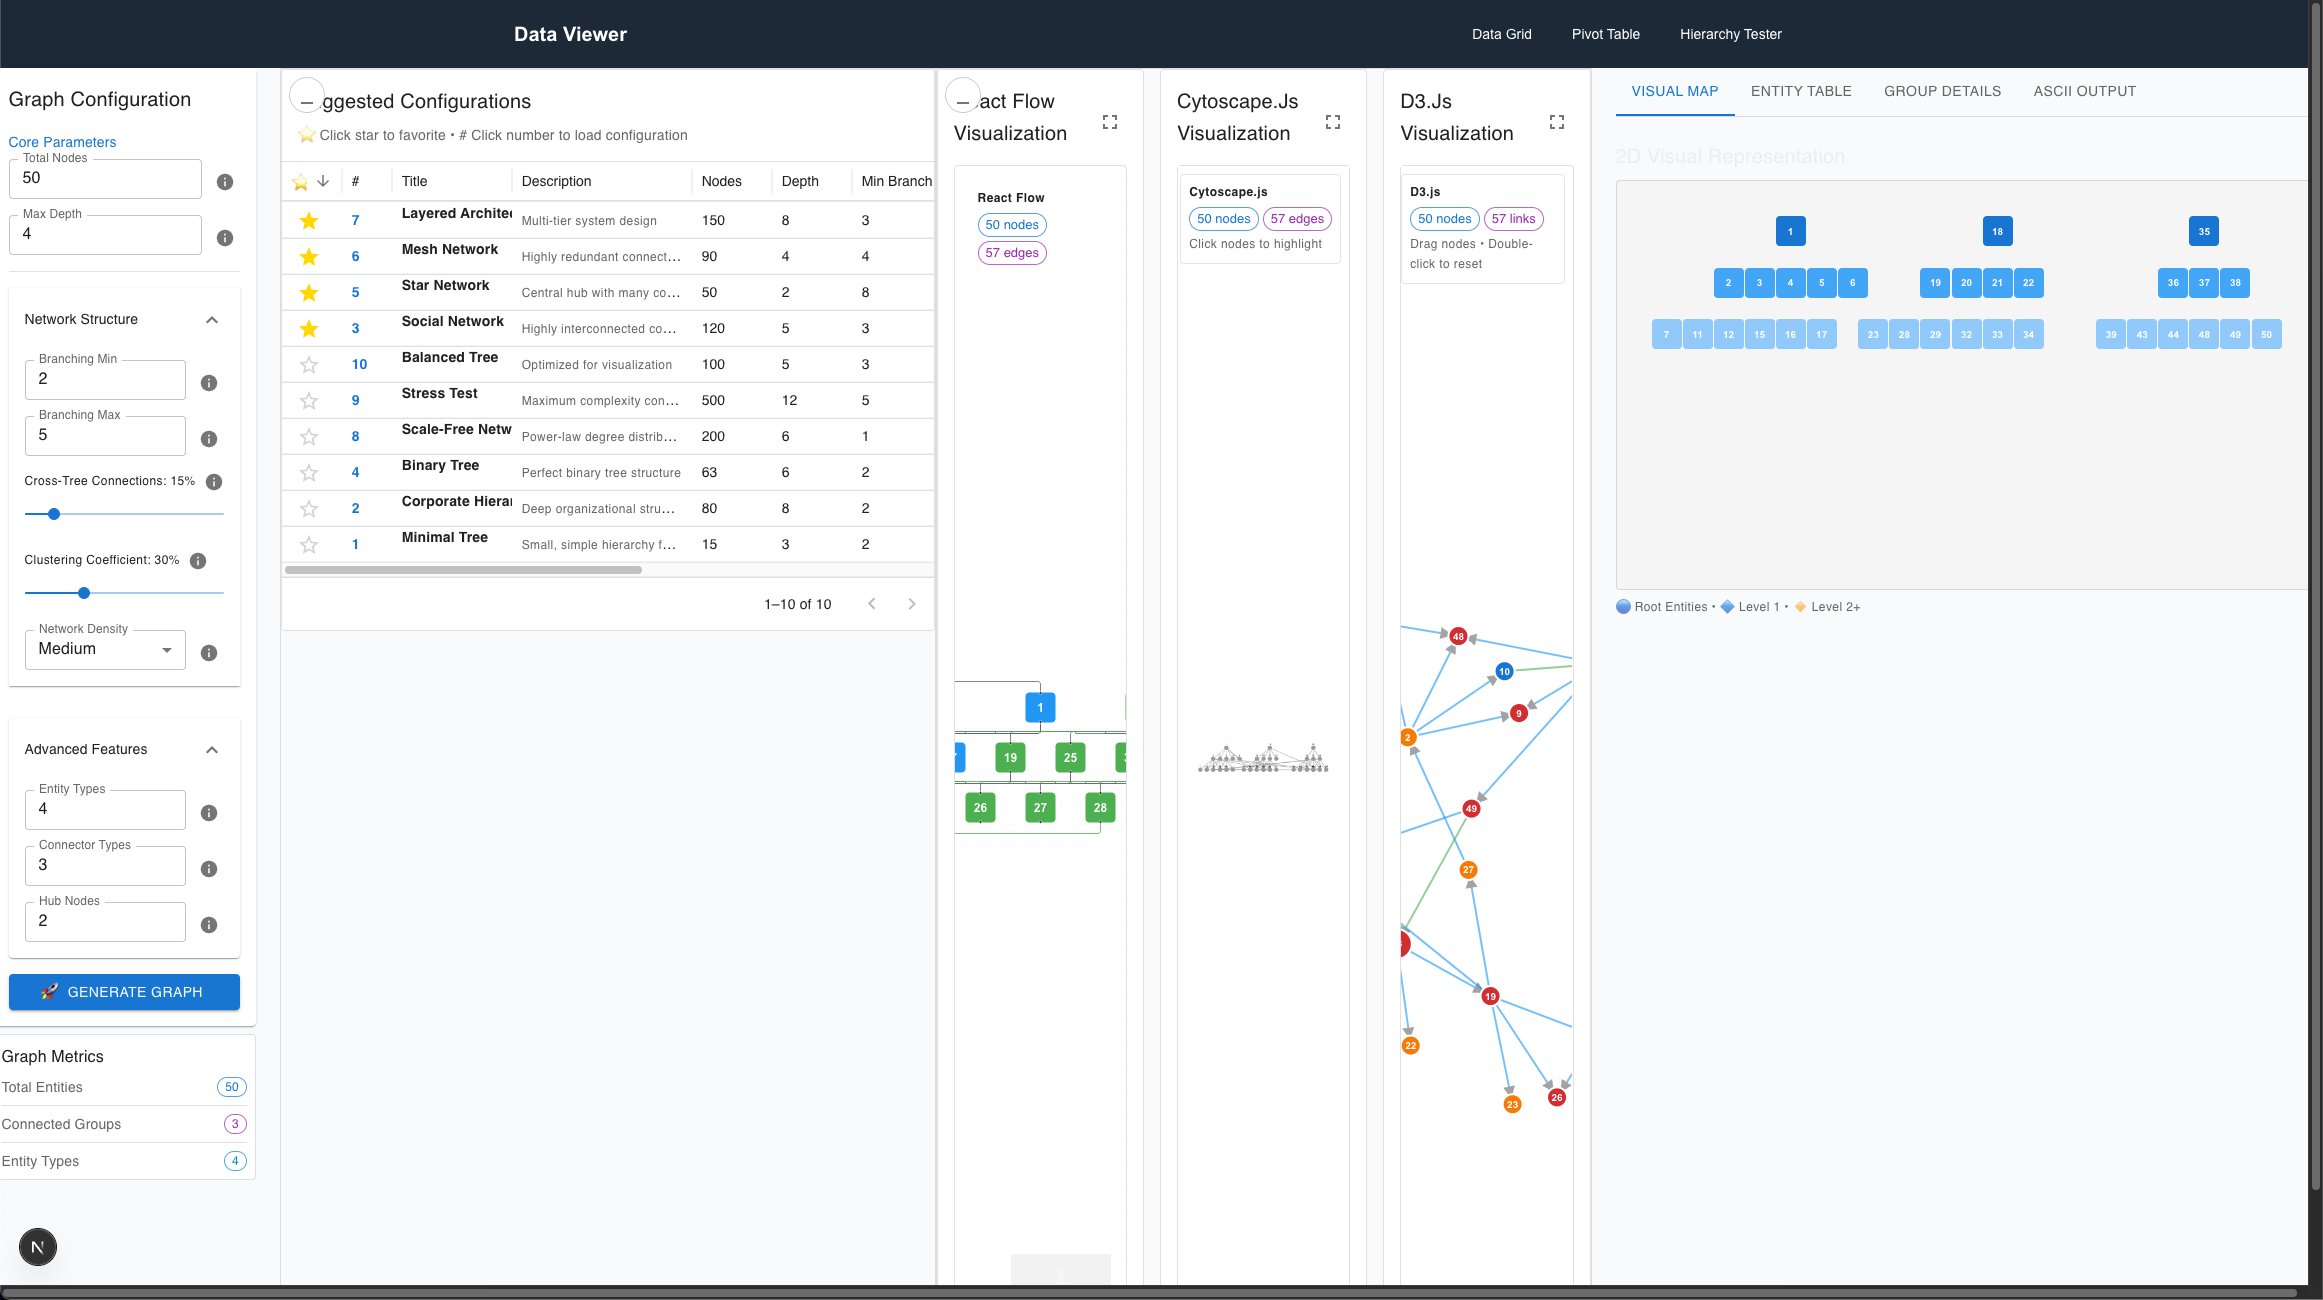 Data Viewer
Data Grid
Pivot Table
Hierarchy Tester
Graph Configuration
Core Parameters
Total Nodes
50
Max Depth
4
Network Structure
Branching Min
2
Branching Max
5
Cross-Tree Connections: 15%
Clustering Coefficient: 30%
Network Density
Medium
Advanced Features
Entity Types
4
Connector Types
3
Hub Nodes
2
GENERATE GRAPH
Graph Metrics
Total Entities 50
Connected Groups 3
Entity Types 4
N
ggested Configurations
Click star to favorite • # Click number to load configuration
# Title Description Nodes Depth Min Branch
7 Layered Architec Multi-tier system design 150 8 3
6 Mesh Network Highly redundant connect... 90 4 4
5 Star Network Central hub with many co... 50 2 8
3 Social Network Highly interconnected co... 120 5 3
10 Balanced Tree Optimized for visualization 100 5 3
9 Stress Test Maximum complexity con... 500 12 5
8 Scale-Free Netw Power-law degree distrib... 200 6 1
4 Binary Tree Perfect binary tree structure 63 6 2
2 Corporate Hierar Deep organizational stru... 80 8 2
1 Minimal Tree Small, simple hierarchy f... 15 3 2
1–10 of 10
act Flow
Visualization
React Flow
50 nodes
57 edges
1
19 25
26 27 28
Cytoscape.Js
Visualization
Cytoscape.js
50 nodes 57 edges
Click nodes to highlight
D3.Js
Visualization
D3.js
50 nodes 57 links
Drag nodes • Double-
click to reset
48
10
9
2
49
27
19
22
23
26
VISUAL MAP
ENTITY TABLE
GROUP DETAILS
ASCII OUTPUT
2D Visual Representation
1 18 35
2 3 4 5 6 19 20 21 22 36 37 38
7 11 12 15 16 17 23 28 29 32 33 34 39 43 44 48 49 50
Root Entities • Level 1 • Level 2+